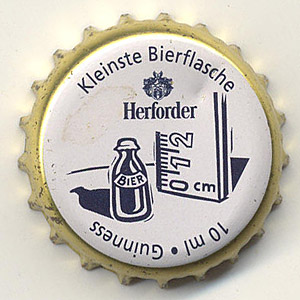 Kleinste Bierflasche
Herforder
BIER
0 1 2
cm
10 ml • Guinness